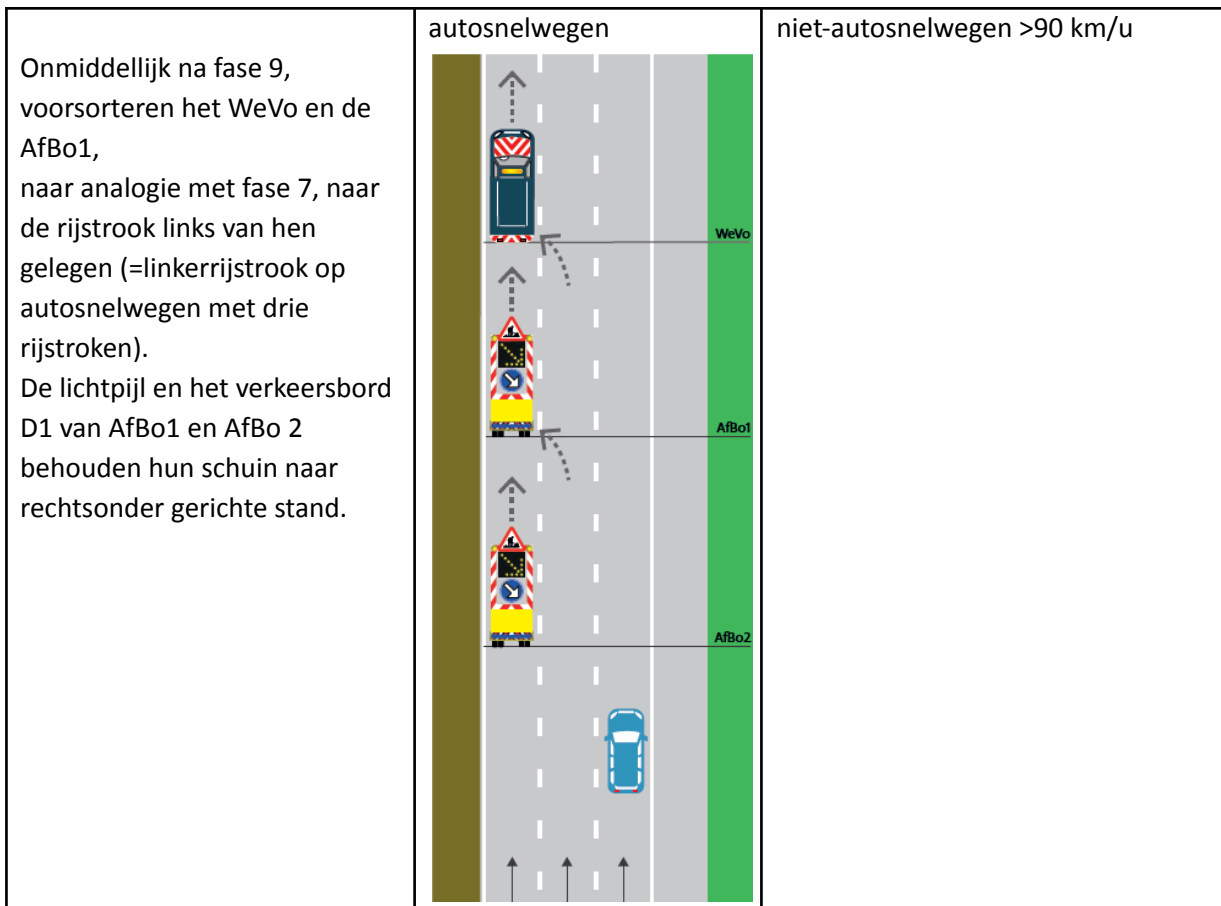 Onmiddellijk na fase 9,
voorsorteren het WeVo en de
AfBo1,
naar analogie met fase 7, naar
de rijstrook links van hen
gelegen (=linkerrijstrook op
autosnelwegen met drie
rijstroken).
De lichtpijl en het verkeersbord
D1 van AfBo1 en AfBo 2
behouden hun schuin naar
rechtsonder gerichte stand.
autosnelwegen
WeVo
AfBo1
AfBo2
niet-autosnelwegen >90 km/u